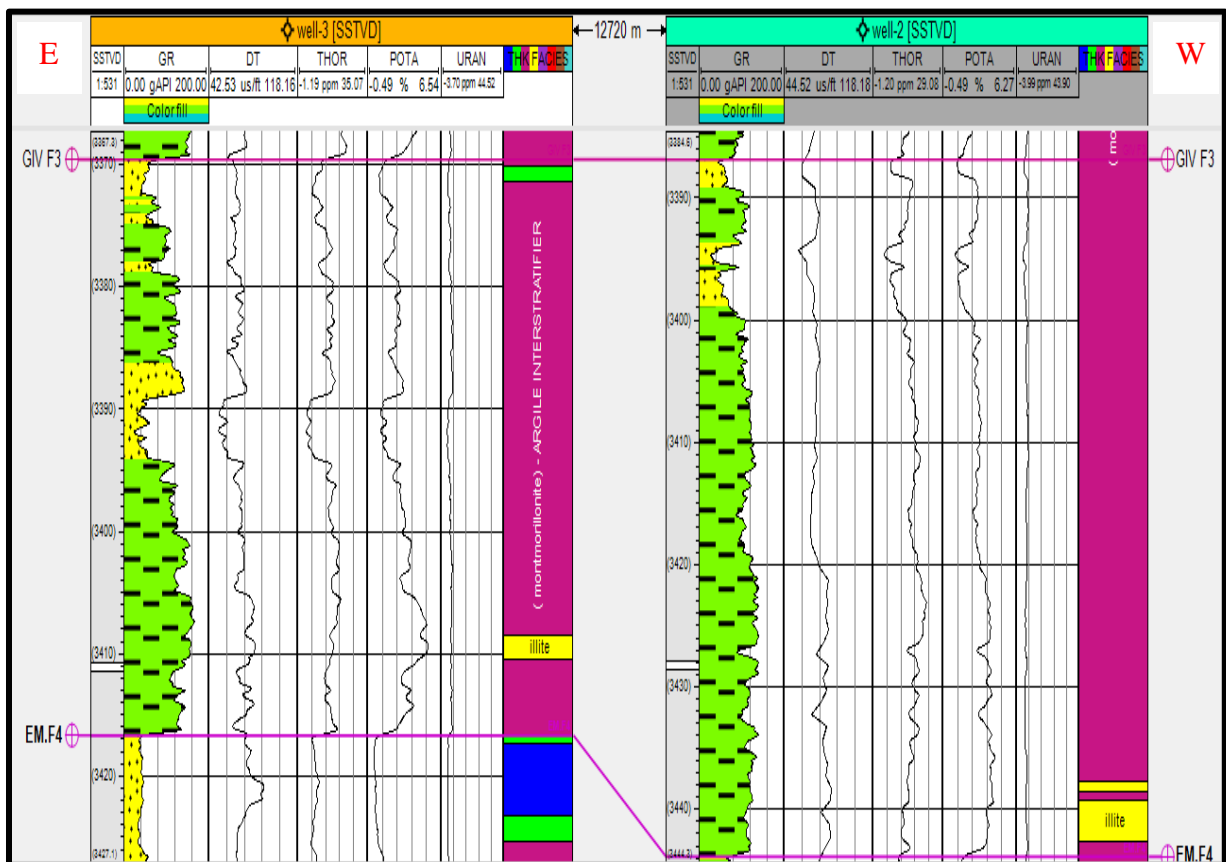 E
well-3 [SSTVD]
12720 m
well-2 [SSTVD]
W
SSTVD GR DT THOR POTA URAN THK FACIES
1:531 0.00 gAPI 200.00 42.53 us/ft 118.16 -1.19 ppm 35.07 -0.49 % 6.54 -3.70 ppm 44.52
Color fill
SSTVD GR DT THOR POTA URAN THK FACIES
1:531 0.00 gAPI 200.00 44.52 us/ft 118.18 -1.20 ppm 29.08 -0.49 % 6.27 -3.99 ppm 43.90
Color fill
GIV F3
(3367.3)
(3370)
(3380)
(3390)
(3400)
(3410)
EM.F4
(3420)
(3427.1)
( montmorillonite) - ARGILE INTERSTRATIFIER
illite
(3390)
(3400)
(3410)
(3420)
(3430)
(3440)
( mo
illite
GIV F3
EM.F4